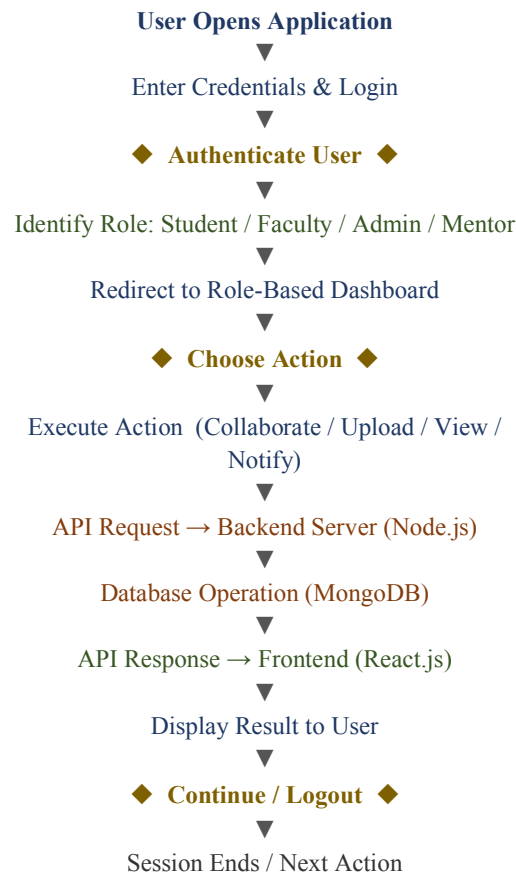 User Opens Application
▼
Enter Credentials & Login
▼
◆ Authenticate User ◆
▼
Identify Role: Student / Faculty / Admin / Mentor
▼
Redirect to Role-Based Dashboard
▼
◆ Choose Action ◆
▼
Execute Action (Collaborate / Upload / View /
Notify)
▼
API Request → Backend Server (Node.js)
▼
Database Operation (MongoDB)
▼
API Response → Frontend (React.js)
▼
Display Result to User
▼
◆ Continue / Logout ◆
▼
Session Ends / Next Action